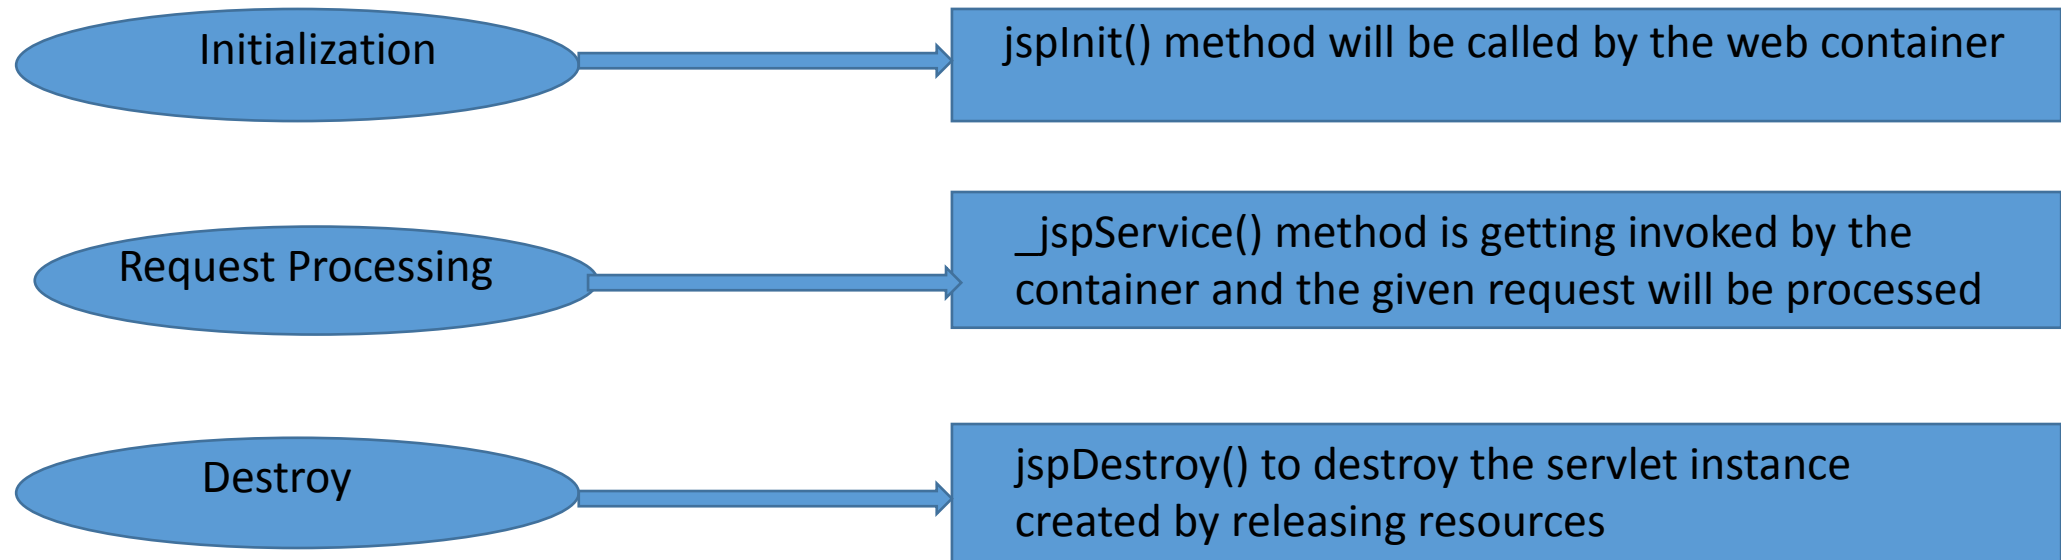 Initialization
jspInit() method will be called by the web container
Request Processing
_jspService() method is getting invoked by the
container and the given request will be processed
Destroy
jspDestroy() to destroy the servlet instance
created by releasing resources